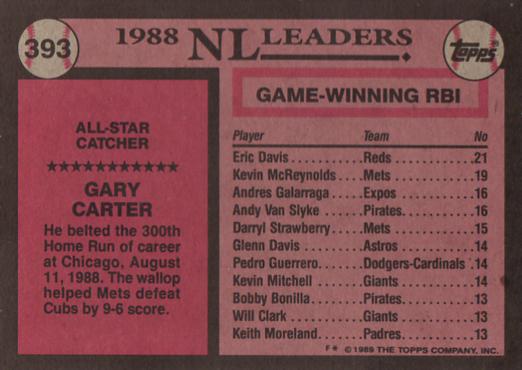 393
1988 NL LEADERS
Topps®
ALL-STAR
CATCHER
★★★★★★★★★★★
GARY
CARTER
He belted the 300th
Home Run of career
at Chicago, August
11, 1988. The wallop
helped Mets defeat
Cubs by 9-6 score.
GAME-WINNING RBI
Player Team No
Eric Davis..........Reds...........21
Kevin McReynolds....Mets...........19
Andres Galarraga....Expos..........16
Andy Van Slyke......Pirates........16
Darryl Strawberry...Mets...........15
Glenn Davis.........Astros.........14
Pedro Guerrero......Dodgers-Cardinals.14
Kevin Mitchell......Giants.........14
Bobby Bonilla.......Pirates........13
Will Clark..........Giants.........13
Keith Moreland......Padres.........13
F* © 1989 THE TOPPS COMPANY, INC.